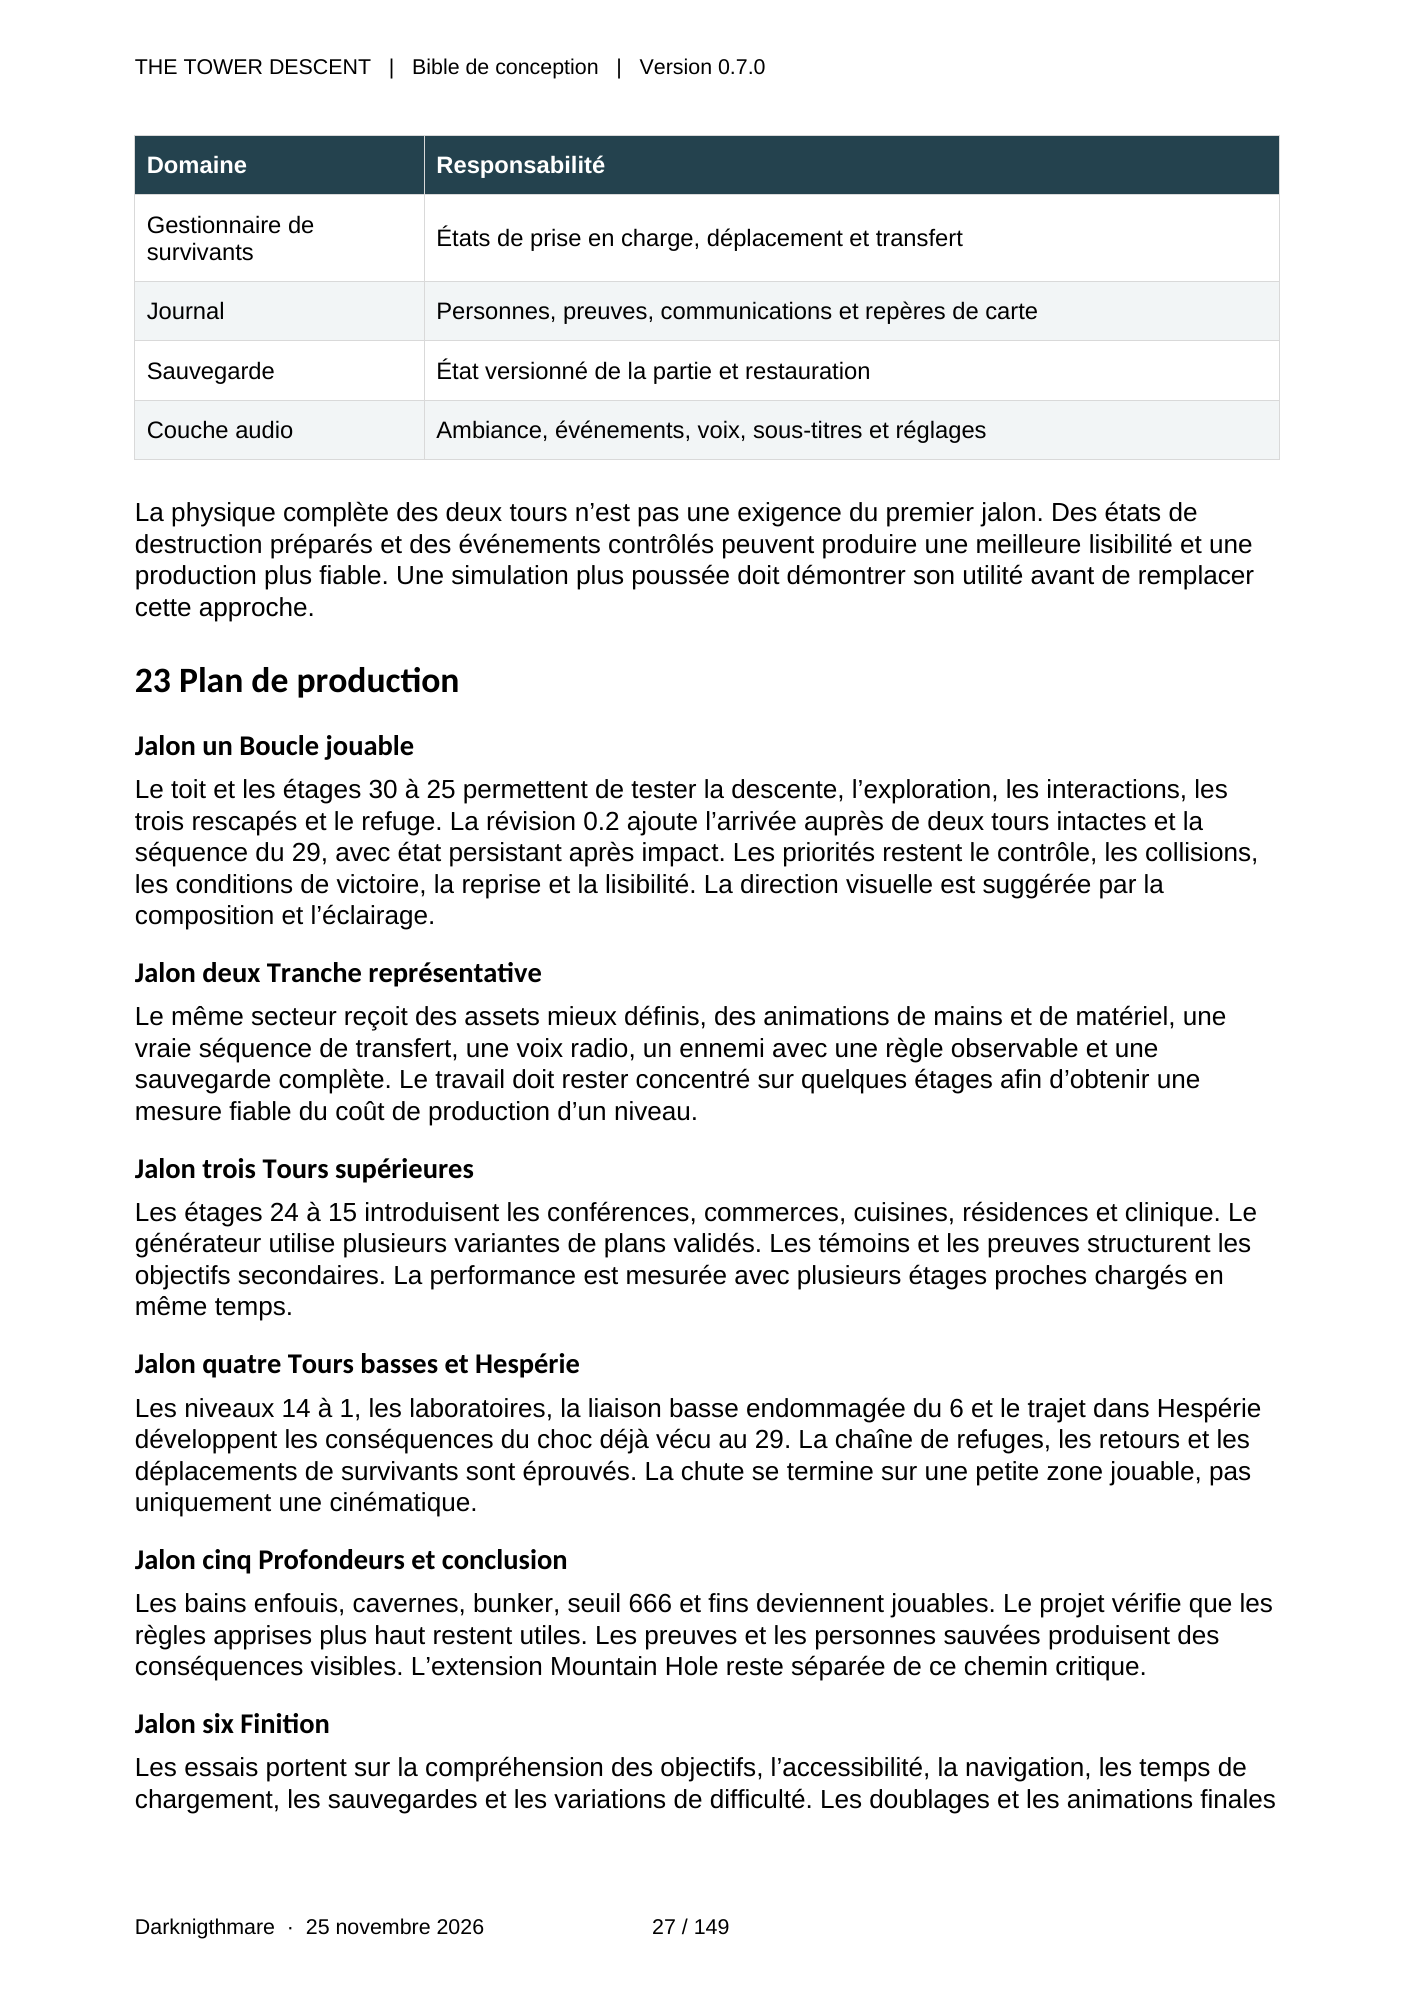 THE TOWER DESCENT | Bible de conception | Version 0.7.0
Domaine Responsabilité
Gestionnaire de
survivants
États de prise en charge, déplacement et transfert
Journal Personnes, preuves, communications et repères de carte
Sauvegarde État versionné de la partie et restauration
Couche audio Ambiance, événements, voix, sous-titres et réglages
La physique complète des deux tours n’est pas une exigence du premier jalon. Des états de
destruction préparés et des événements contrôlés peuvent produire une meilleure lisibilité et une
production plus fiable. Une simulation plus poussée doit démontrer son utilité avant de remplacer
cette approche.
23 Plan de production
Jalon un Boucle jouable
Le toit et les étages 30 à 25 permettent de tester la descente, l’exploration, les interactions, les
trois rescapés et le refuge. La révision 0.2 ajoute l’arrivée auprès de deux tours intactes et la
séquence du 29, avec état persistant après impact. Les priorités restent le contrôle, les collisions,
les conditions de victoire, la reprise et la lisibilité. La direction visuelle est suggérée par la
composition et l’éclairage.
Jalon deux Tranche représentative
Le même secteur reçoit des assets mieux définis, des animations de mains et de matériel, une
vraie séquence de transfert, une voix radio, un ennemi avec une règle observable et une
sauvegarde complète. Le travail doit rester concentré sur quelques étages afin d’obtenir une
mesure fiable du coût de production d’un niveau.
Jalon trois Tours supérieures
Les étages 24 à 15 introduisent les conférences, commerces, cuisines, résidences et clinique. Le
générateur utilise plusieurs variantes de plans validés. Les témoins et les preuves structurent les
objectifs secondaires. La performance est mesurée avec plusieurs étages proches chargés en
même temps.
Jalon quatre Tours basses et Hespérie
Les niveaux 14 à 1, les laboratoires, la liaison basse endommagée du 6 et le trajet dans Hespérie
développent les conséquences du choc déjà vécu au 29. La chaîne de refuges, les retours et les
déplacements de survivants sont éprouvés. La chute se termine sur une petite zone jouable, pas
uniquement une cinématique.
Jalon cinq Profondeurs et conclusion
Les bains enfouis, cavernes, bunker, seuil 666 et fins deviennent jouables. Le projet vérifie que les
règles apprises plus haut restent utiles. Les preuves et les personnes sauvées produisent des
conséquences visibles. L’extension Mountain Hole reste séparée de ce chemin critique.
Jalon six Finition
Les essais portent sur la compréhension des objectifs, l’accessibilité, la navigation, les temps de
chargement, les sauvegardes et les variations de difficulté. Les doublages et les animations finales
Darknigthmare · 25 novembre 2026 27 / 149